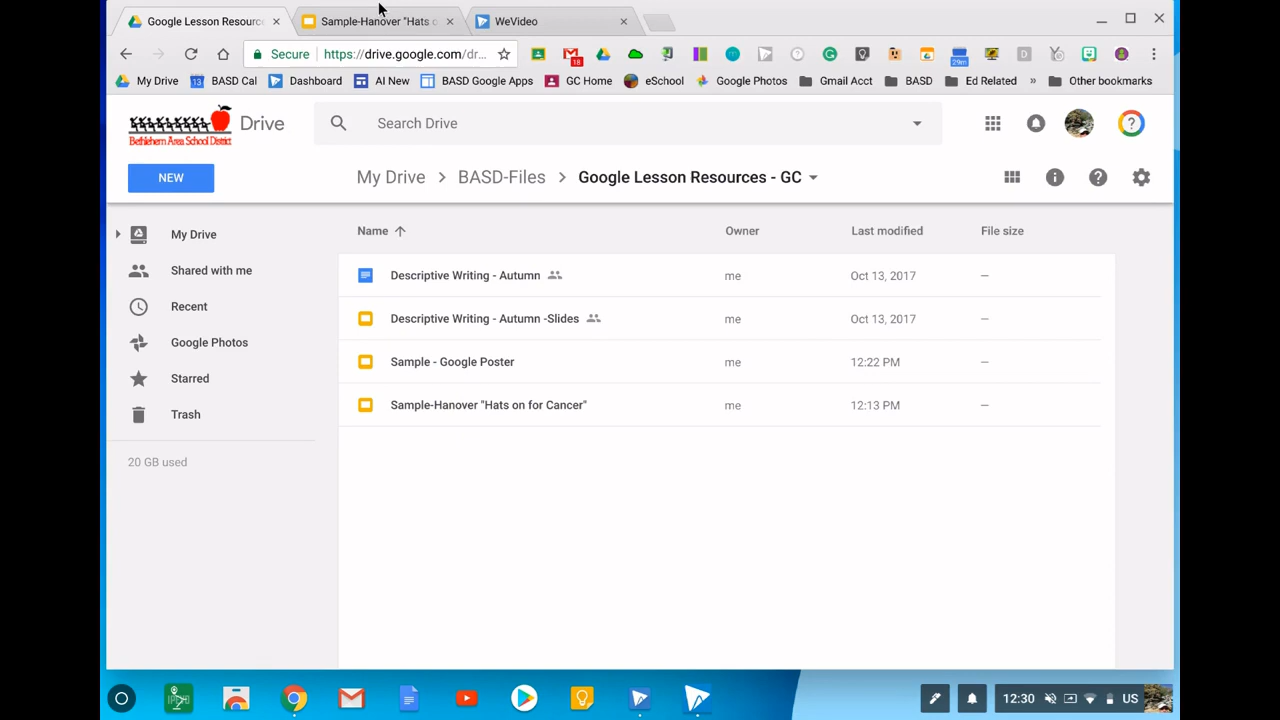 Google Lesson Resourc
Sample-Hanover "Hats o
WeVideo
Secure
https://drive.google.com/dr...
18
29m
D
My Drive
13
BASD Cal
Dashboard
AI New
BASD Google Apps
GC Home
eSchool
Google Photos
Gmail Acct
BASD
Ed Related
»
Other bookmarks
Bethlehem Area School District
Drive
Search Drive
NEW
My Drive > BASD-Files > Google Lesson Resources - GC
Name
Owner
Last modified
File size
My Drive
Shared with me
Recent
Google Photos
Starred
Trash
20 GB used
Descriptive Writing - Autumn
me
Oct 13, 2017
—
Descriptive Writing - Autumn -Slides
me
Oct 13, 2017
—
Sample - Google Poster
me
12:22 PM
—
Sample-Hanover "Hats on for Cancer"
me
12:13 PM
—
12:30
US